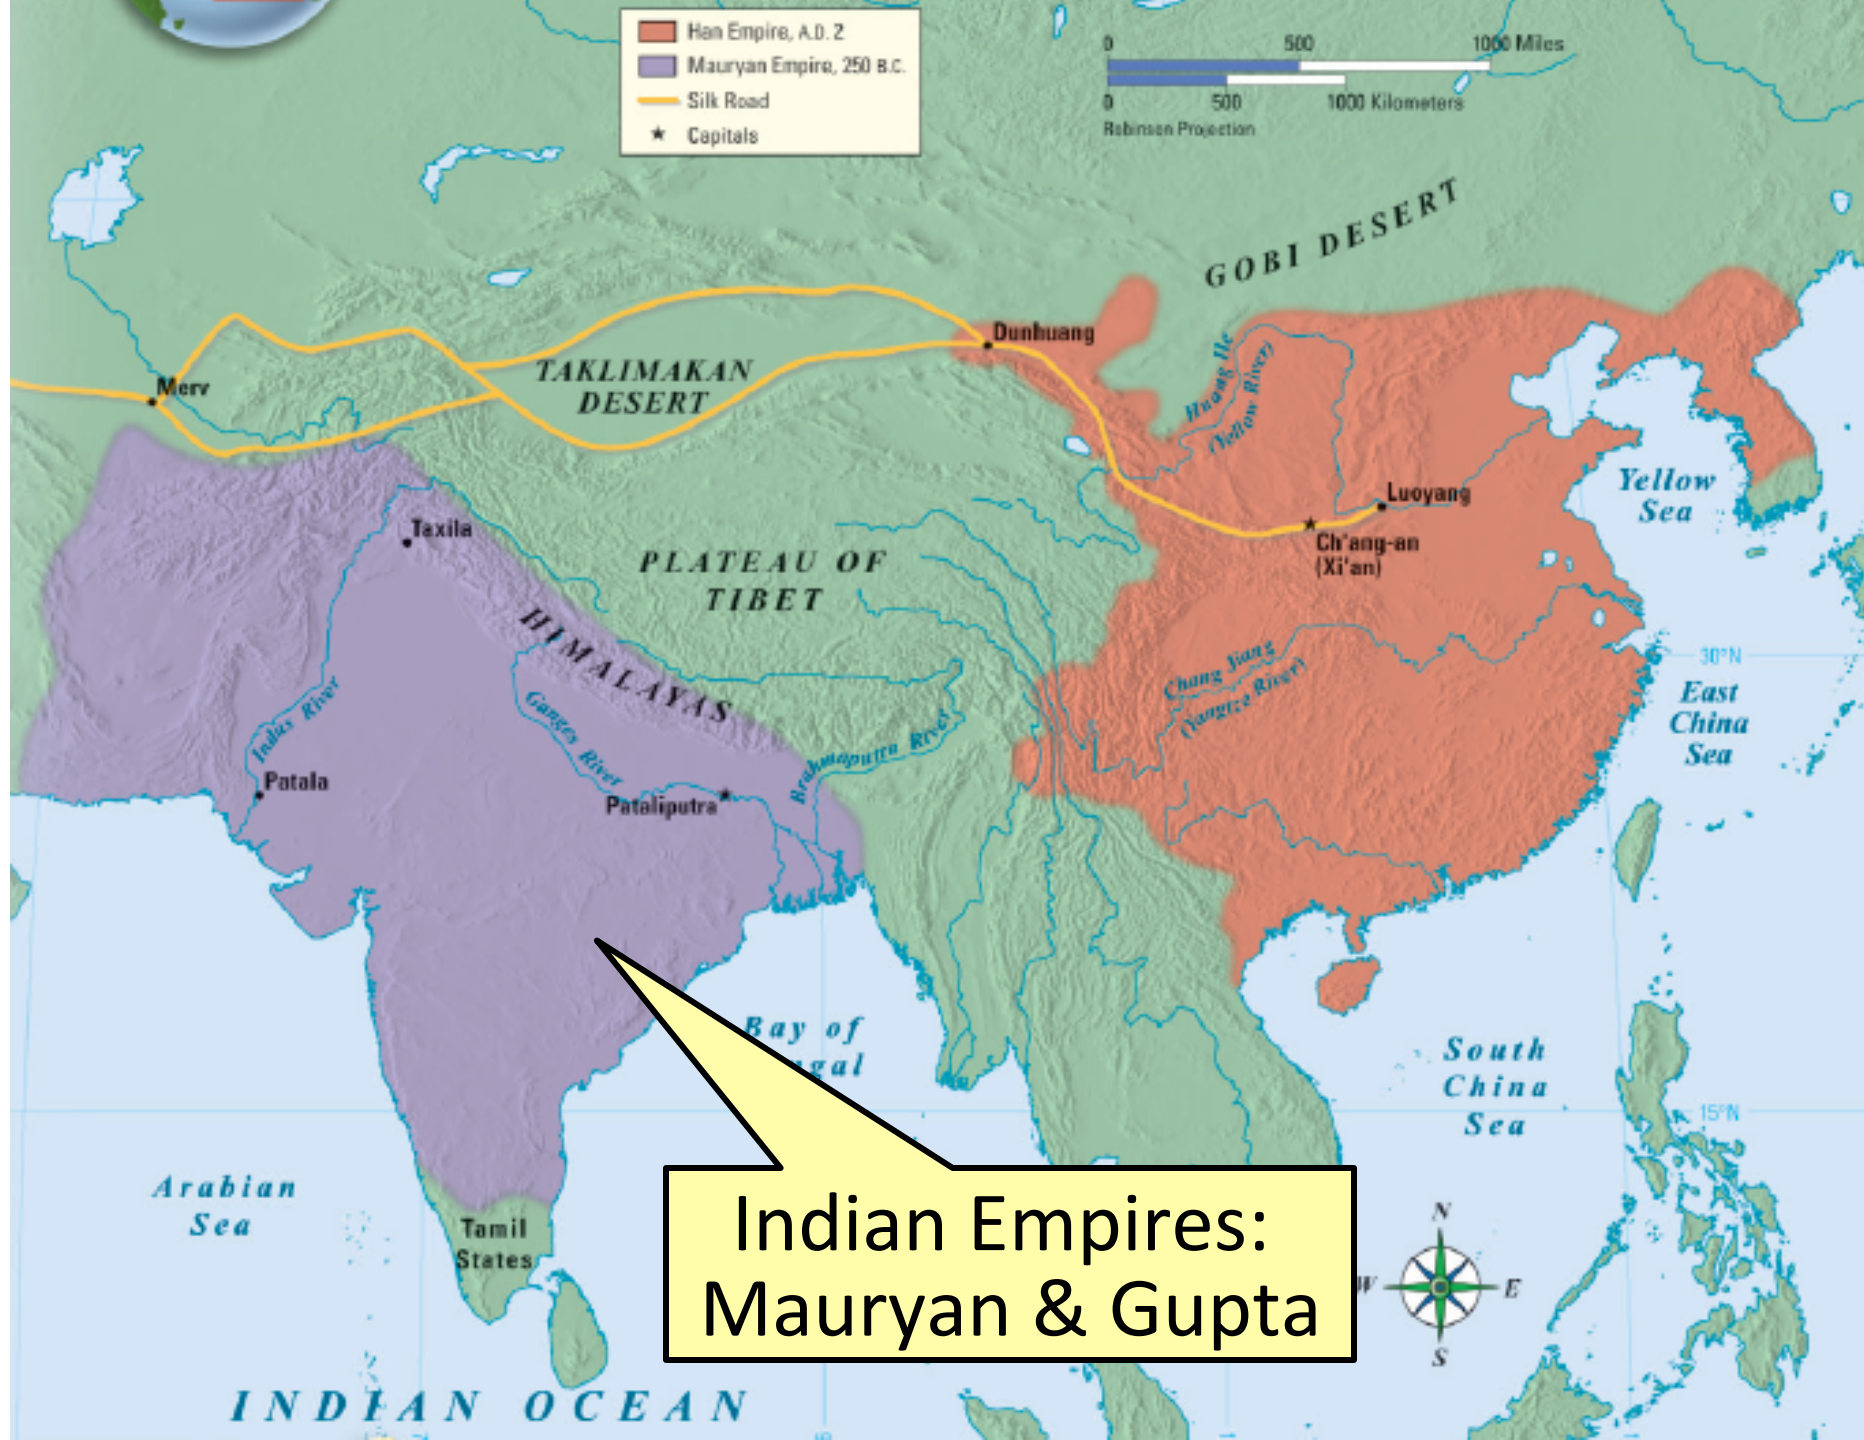 Han Empire, A.D. 2
Mauryan Empire, 250 B.C.
Silk Road
Capitals
0 500 1000 Miles
0 500 1000 Kilometers
Robinson Projection
GOBI DESERT
Dunhuang
TAKLIMAKAN
DESERT
Merv
Huang He
(Yellow River)
Yellow
Sea
Luoyang
Ch'ang-an
(Xi'an)
Taxila
PLATEAU OF
TIBET
HIMALAYAS
Chang Jiang
(Yangtze River)
30°N
East
China
Sea
Indus River
Ganges River
Brahmaputra River
Patala
Pataliputra
Bay of
South
China
Sea
15°N
Arabian
Sea
Tamil
States
Indian Empires:
Mauryan & Gupta
N
W E
S
INDIAN OCEAN